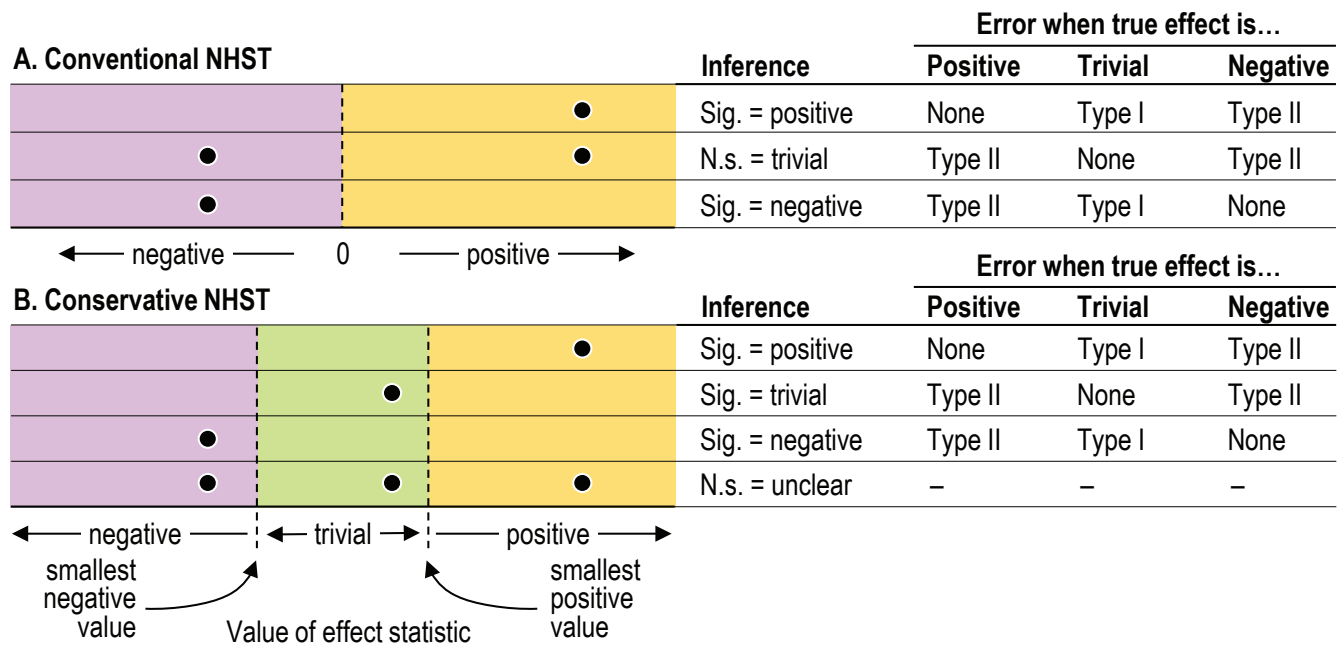 Error when true effect is…
A. Conventional NHST
Inference Positive Trivial Negative
Sig. = positive None Type I Type II
N.s. = trivial Type II None Type II
Sig. = negative Type II Type I None
negative 0 positive
Error when true effect is…
B. Conservative NHST
Inference Positive Trivial Negative
Sig. = positive None Type I Type II
Sig. = trivial Type II None Type II
Sig. = negative Type II Type I None
N.s. = unclear – – –
negative trivial positive
smallest
negative
value
smallest
positive
value
Value of effect statistic